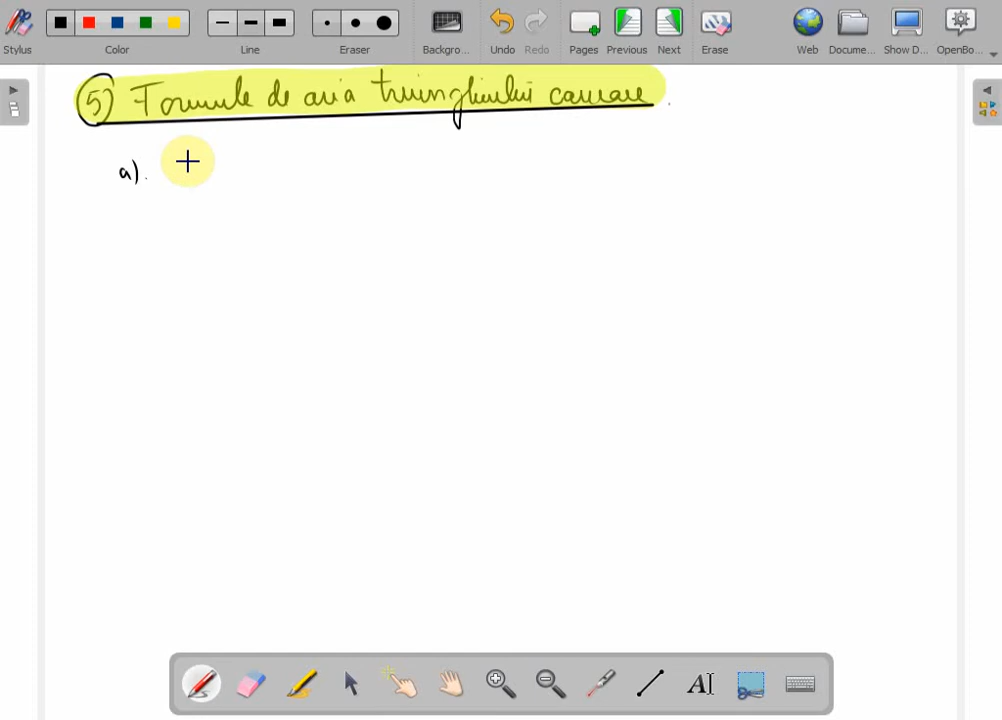 Stylus
Color
Line
Eraser
Backgro...
Undo
Redo
Pages
Previous
Next
Erase
Web
Docume...
Show D...
OpenBo...
5) Formule de aria triunghiului oarecare.
a).